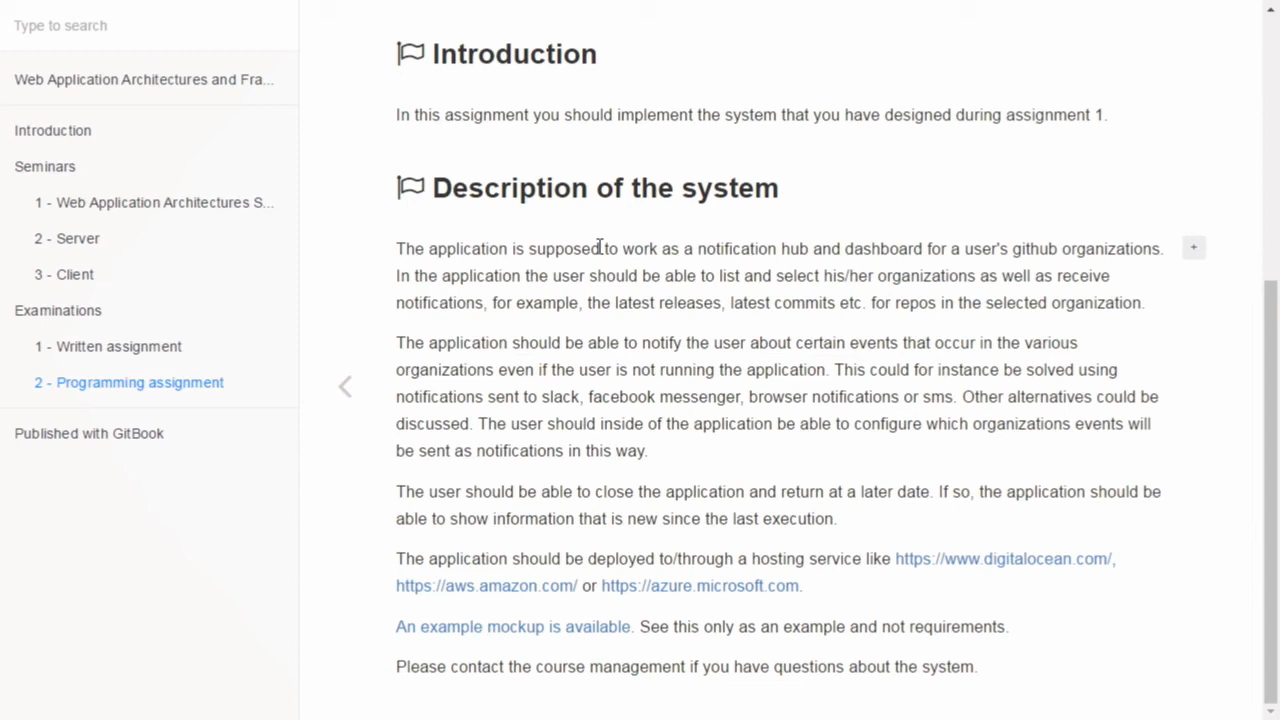 Type to search
Web Application Architectures and Fra...
Introduction
Seminars
1 - Web Application Architectures S...
2 - Server
3 - Client
Examinations
1 - Written assignment
2 - Programming assignment
Published with GitBook
Introduction
In this assignment you should implement the system that you have designed during assignment 1.
Description of the system
The application is supposed to work as a notification hub and dashboard for a user's github organizations.
+
In the application the user should be able to list and select his/her organizations as well as receive
notifications, for example, the latest releases, latest commits etc. for repos in the selected organization.
The application should be able to notify the user about certain events that occur in the various
organizations even if the user is not running the application. This could for instance be solved using
notifications sent to slack, facebook messenger, browser notifications or sms. Other alternatives could be
discussed. The user should inside of the application be able to configure which organizations events will
be sent as notifications in this way.
The user should be able to close the application and return at a later date. If so, the application should be
able to show information that is new since the last execution.
The application should be deployed to/through a hosting service like https://www.digitalocean.com/,
https://aws.amazon.com/ or https://azure.microsoft.com.
An example mockup is available. See this only as an example and not requirements.
Please contact the course management if you have questions about the system.